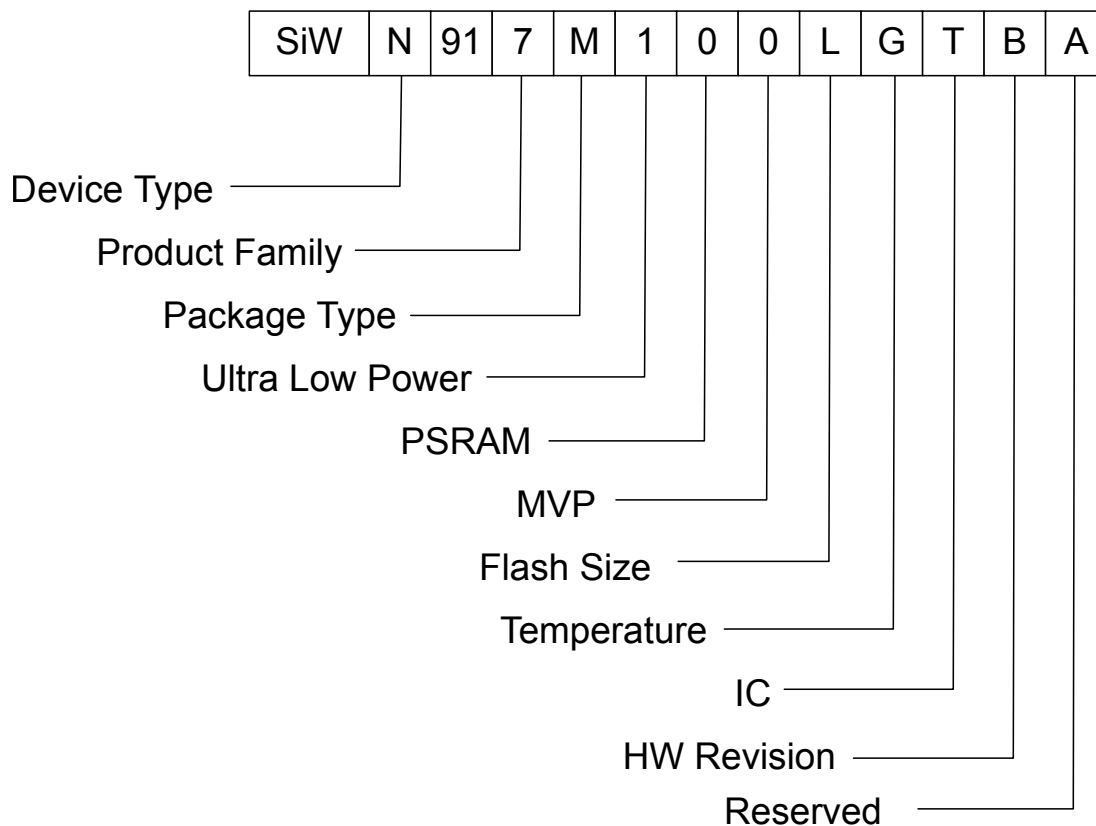 SiW N 91 7 M 1 0 0 L G T B A
Device Type
Product Family
Package Type
Ultra Low Power
PSRAM
MVP
Flash Size
Temperature
IC
HW Revision
Reserved